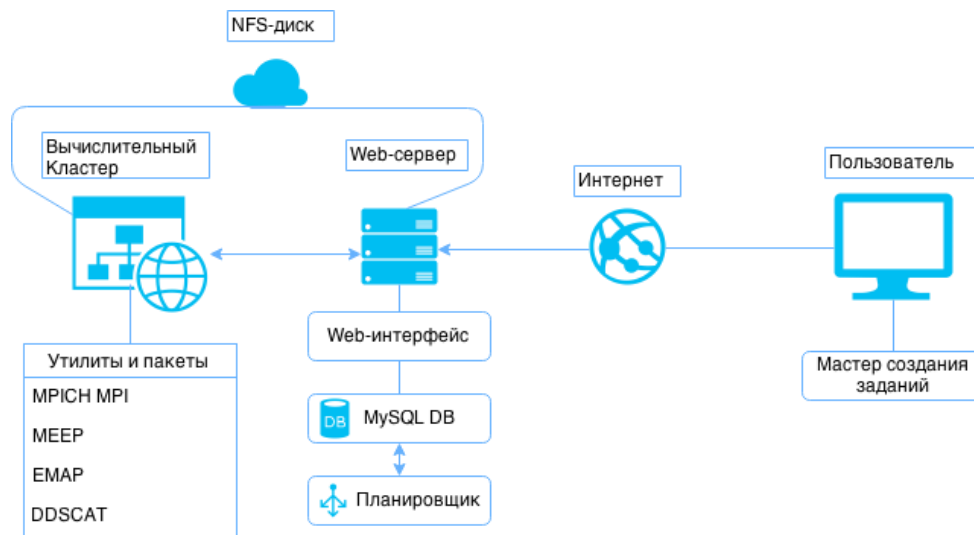 NFS-диск
Вычислительный
Кластер
Web-сервер
Интернет
Пользователь
Web-интерфейс
Утилиты и пакеты
MPICH MPI
MEEP
EMAP
DDSCAT
DB
MySQL DB
Планировщик
Мастер создания
заданий